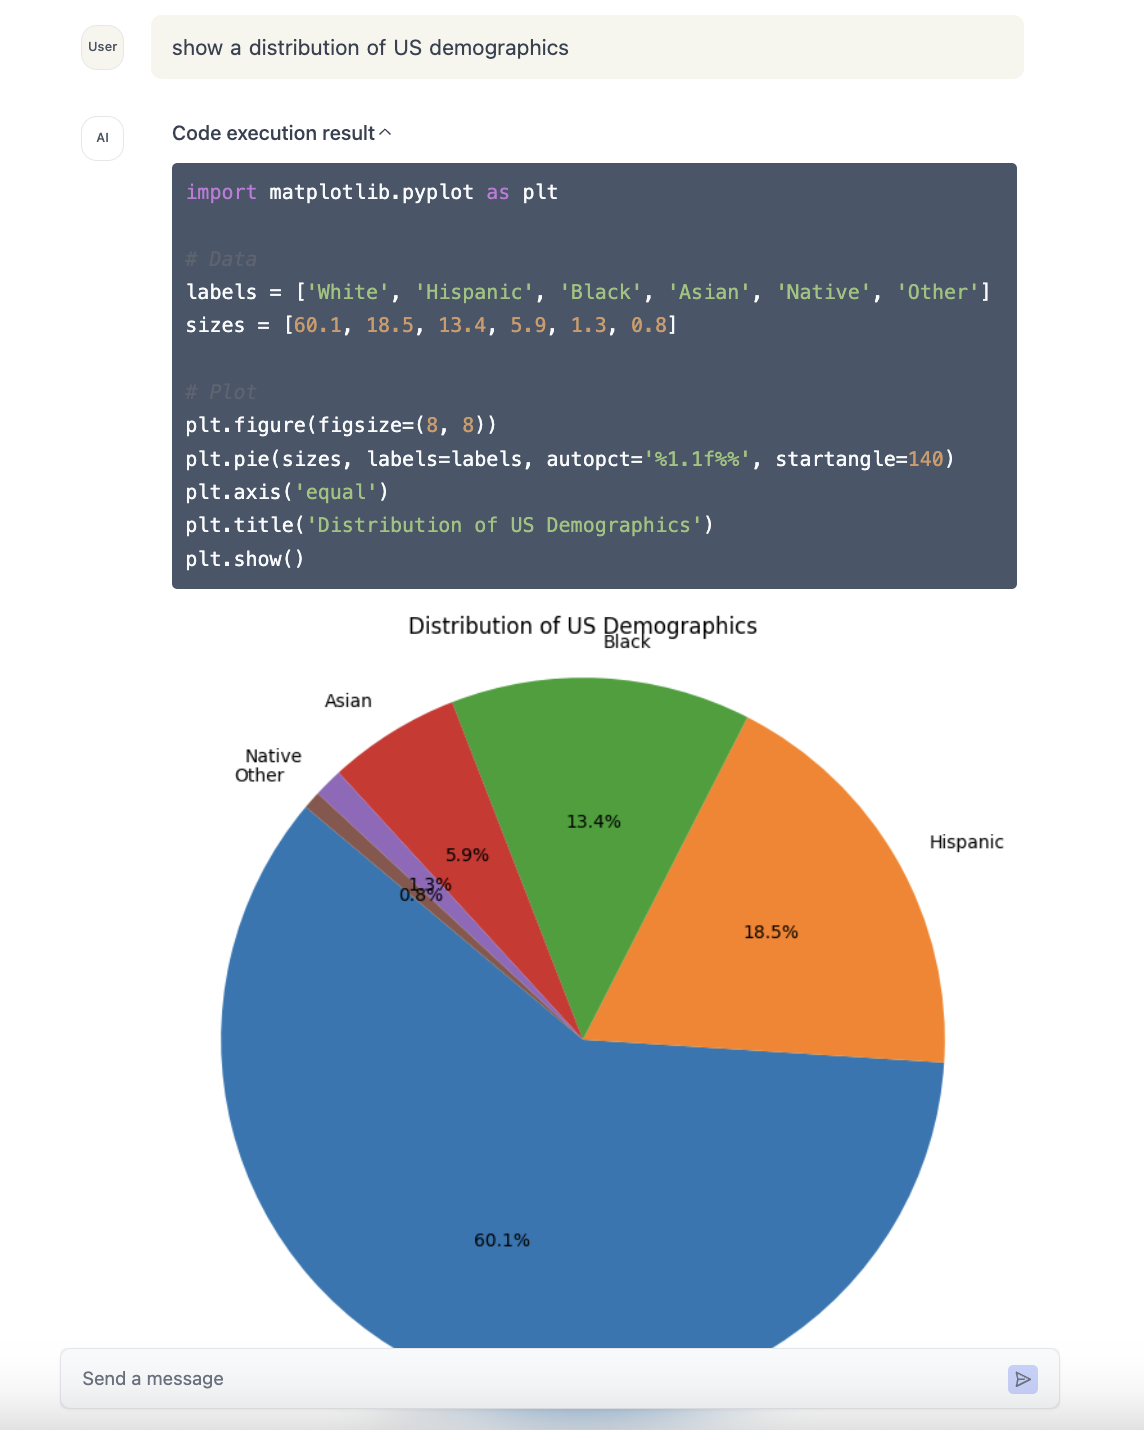 User
show a distribution of US demographics
AI
Code execution result
import matplotlib.pyplot as plt
# Data
labels = ['White', 'Hispanic', 'Black', 'Asian', 'Native', 'Other']
sizes = [60.1, 18.5, 13.4, 5.9, 1.3, 0.8]
# Plot
plt.figure(figsize=(8, 8))
plt.pie(sizes, labels=labels, autopct='%1.1f%%', startangle=140)
plt.axis('equal')
plt.title('Distribution of US Demographics')
plt.show()
Distribution of US Demographics
Black
Asian
Native
Other
13.4%
Hispanic
5.9%
1.3%
0.8%
18.5%
60.1%
Send a message